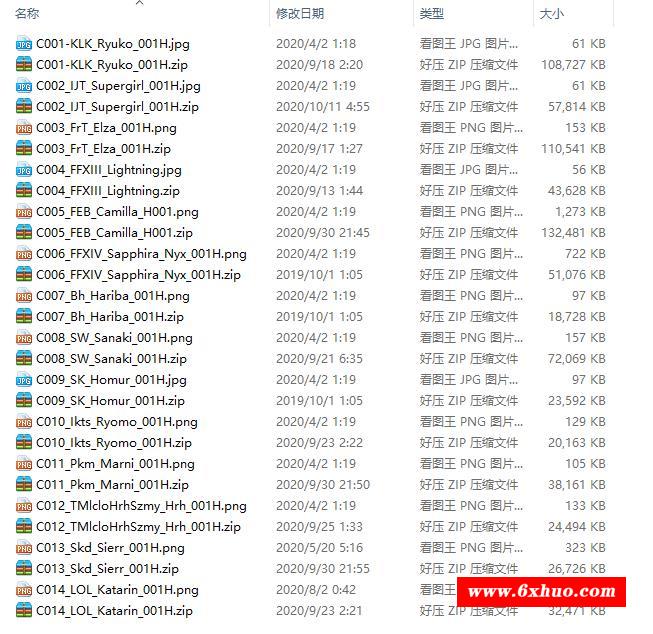 名称 修改日期 类型 大小
C001-KLK_Ryuko_001H.jpg 2020/4/2 1:18 看图王 JPG 图片... 61 KB
C001-KLK_Ryuko_001H.zip 2020/9/18 2:20 好压 ZIP 压缩文件 108,727 KB
C002_IJT_Supergirl_001H.jpg 2020/4/2 1:19 看图王 JPG 图片... 61 KB
C002_IJT_Supergirl_001H.zip 2020/10/11 4:55 好压 ZIP 压缩文件 57,814 KB
C003_FrT_Elza_001H.png 2020/4/2 1:19 看图王 PNG 图片... 153 KB
C003_FrT_Elza_001H.zip 2020/9/17 1:27 好压 ZIP 压缩文件 110,541 KB
C004_FFXIII_Lightning.jpg 2020/4/2 1:19 看图王 JPG 图片... 56 KB
C004_FFXIII_Lightning.zip 2020/9/13 1:44 好压 ZIP 压缩文件 43,628 KB
C005_FEB_Camilla_H001.png 2020/4/2 1:19 看图王 PNG 图片... 1,273 KB
C005_FEB_Camilla_H001.zip 2020/9/30 21:45 好压 ZIP 压缩文件 132,481 KB
C006_FFXIV_Sapphira_Nyx_001H.png 2020/4/2 1:19 看图王 PNG 图片... 722 KB
C006_FFXIV_Sapphira_Nyx_001H.zip 2019/10/1 1:05 好压 ZIP 压缩文件 51,076 KB
C007_Bh_Hariba_001H.png 2020/4/2 1:19 看图王 PNG 图片... 97 KB
C007_Bh_Hariba_001H.zip 2019/10/1 1:05 好压 ZIP 压缩文件 18,728 KB
C008_SW_Sanaki_001H.png 2020/4/2 1:19 看图王 PNG 图片... 157 KB
C008_SW_Sanaki_001H.zip 2020/9/21 6:35 好压 ZIP 压缩文件 72,069 KB
C009_SK_Homur_001H.jpg 2020/4/2 1:19 看图王 JPG 图片... 97 KB
C009_SK_Homur_001H.zip 2019/10/1 1:05 好压 ZIP 压缩文件 23,592 KB
C010_Ikts_Ryomo_001H.png 2020/4/2 1:19 看图王 PNG 图片... 129 KB
C010_Ikts_Ryomo_001H.zip 2020/9/23 2:22 好压 ZIP 压缩文件 20,163 KB
C011_Pkm_Marni_001H.png 2020/4/2 1:19 看图王 PNG 图片... 105 KB
C011_Pkm_Marni_001H.zip 2020/9/30 21:50 好压 ZIP 压缩文件 38,161 KB
C012_TMlcloHrhSzmy_Hrh_001H.png 2020/4/2 1:19 看图王 PNG 图片... 133 KB
C012_TMlcloHrhSzmy_Hrh_001H.zip 2020/9/25 1:33 好压 ZIP 压缩文件 24,494 KB
C013_Skd_Sierr_001H.png 2020/5/20 5:16 看图王 PNG 图片... 323 KB
C013_Skd_Sierr_001H.zip 2020/9/30 21:55 好压 ZIP 压缩文件 26,726 KB
C014_LOL_Katarin_001H.png 2020/8/2 0:42 看图王
www.6xhuo.com
C014_LOL_Katarin_001H.zip 2020/9/23 2:21 好压 ZIP 压缩文件 32,471 KB